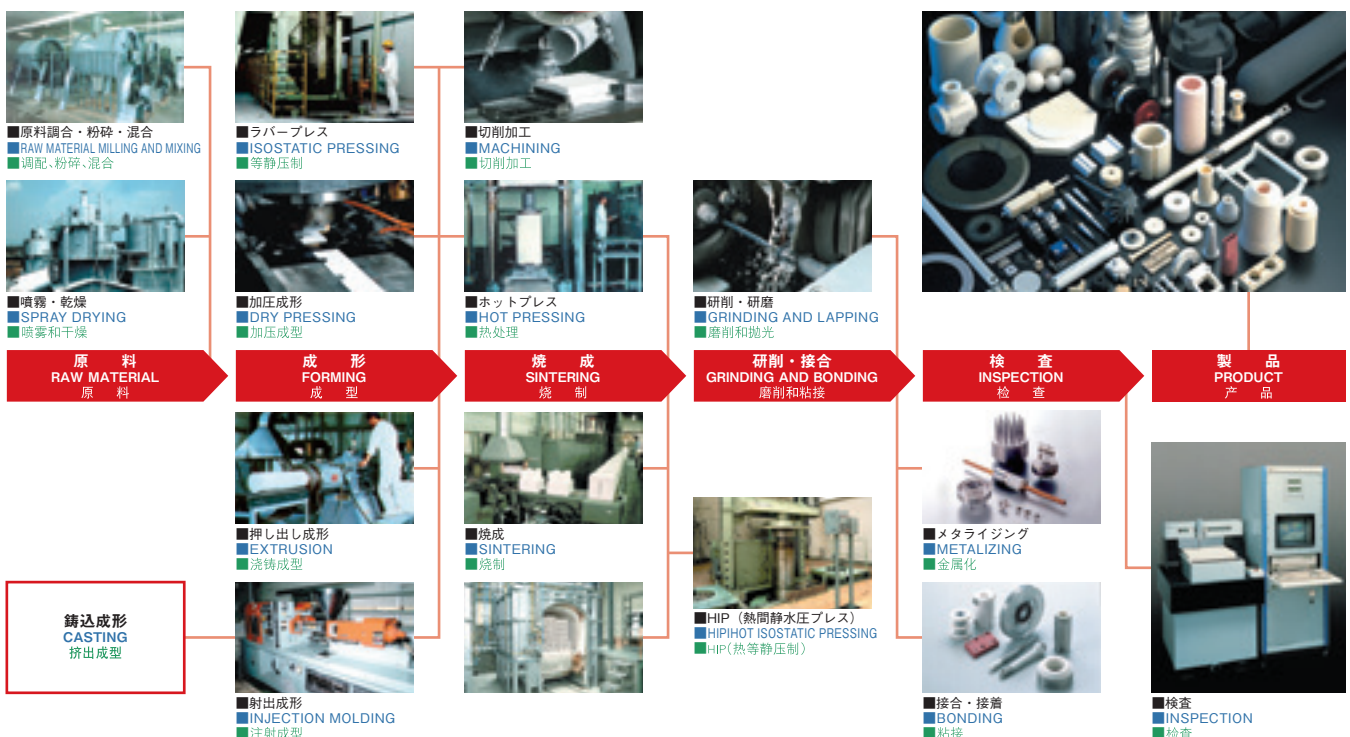 ■原料調合・粉砕・混合
■RAW MATERIAL MILLING AND MIXING
■调配、粉碎、混合
■ラバープレス
■ISOSTATIC PRESSING
■等静压制
■切削加工
■MACHINING
■切削加工
■噴霧・乾燥
■SPRAY DRYING
■喷雾和干燥
■加圧成形
■DRY PRESSING
■加压成型
■ホットプレス
■HOT PRESSING
■热处理
■研削・研磨
■GRINDING AND LAPPING
■磨削和抛光
原 料
RAW MATERIAL
原 料
成 形
FORMING
成 型
焼 成
SINTERING
烧 制
研削・接合
GRINDING AND BONDING
磨削和粘接
検 査
INSPECTION
检 查
製 品
PRODUCT
产 品
■押し出し成形
■EXTRUSION
■浇铸成型
■焼成
■SINTERING
■烧制
■メタライジング
■METALIZING
■金属化
鋳込成形
CASTING
挤出成型
■HIP（熱間静水圧プレス）
■HIPIHOT ISOSTATIC PRESSING
■HIP(热等静压制)
■射出成形
■INJECTION MOLDING
■注射成型
■接合・接着
■BONDING
■粘接
■検査
■INSPECTION
■检查